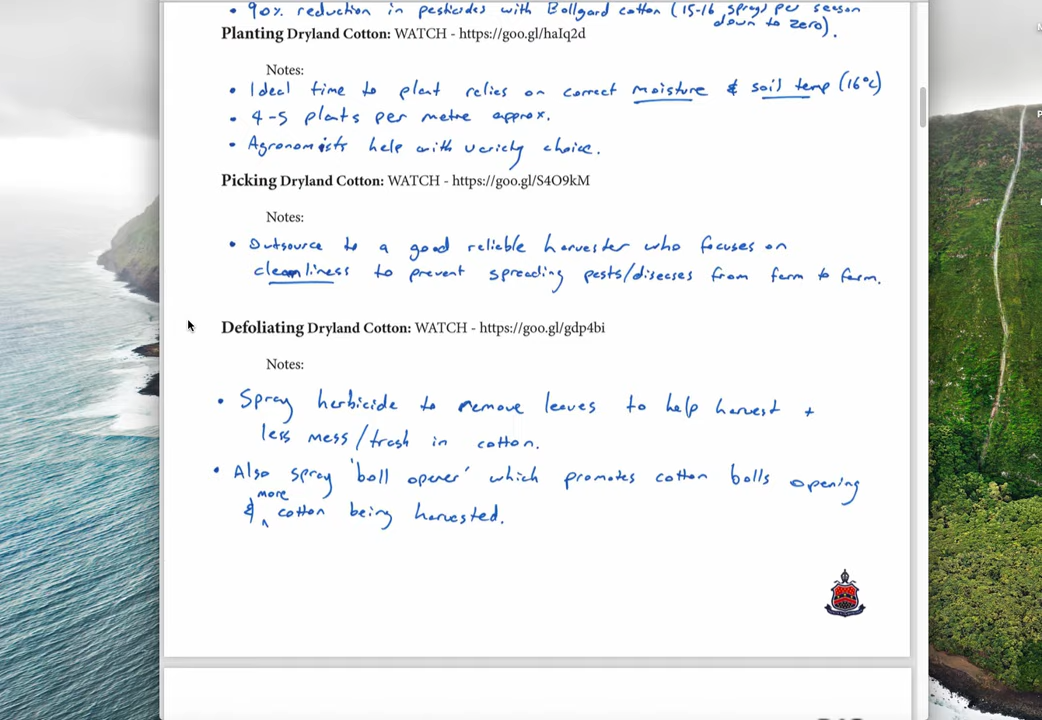 • 90% reduction in pesticides with Bollgard cotton (15-16 sprays per season
down to zero).
Planting Dryland Cotton: WATCH - https://goo.gl/haIq2d
Notes:
• Ideal time to plant relies on correct moisture & soil temp (16°C)
• 4-5 plants per metre approx.
• Agronomists help with variety choice.
Picking Dryland Cotton: WATCH - https://goo.gl/S4O9kM
Notes:
• Outsource to a good reliable harvester who focuses on
cleanliness to prevent spreading pests/diseases from farm to farm.
Defoliating Dryland Cotton: WATCH - https://goo.gl/gdp4bi
Notes:
• Spray herbicide to remove leaves to help harvest +
less mess/trash in cotton.
• Also spray 'boll opener' which promotes cotton bolls opening
more
& ^ cotton being harvested.